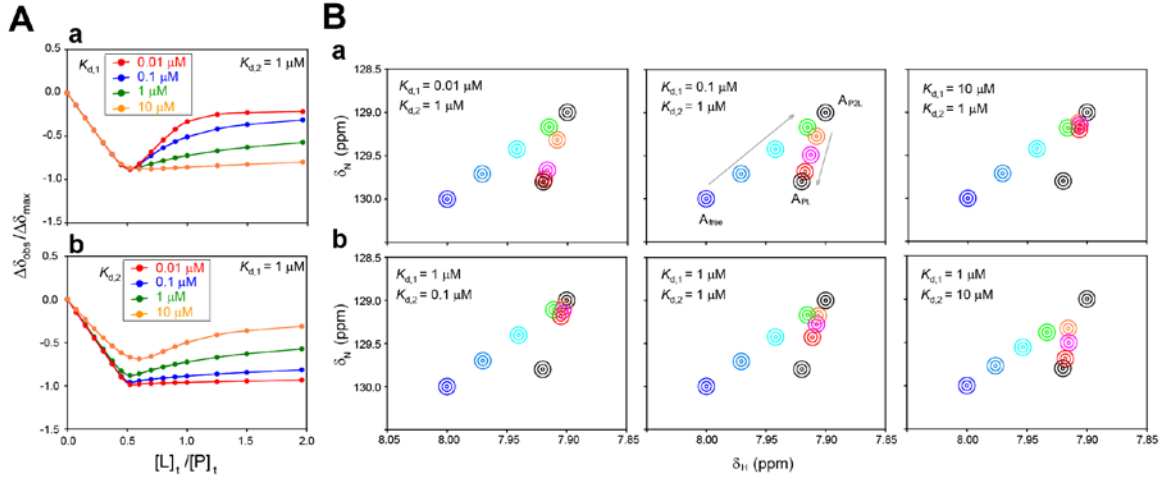 A
a
0.5
0.0
-0.5
-1.0
-1.5
Kd,1
0.01 μM
0.1 μM
1 μM
10 μM
Kd,2 = 1 μM
b
0.5
0.0
-0.5
-1.0
-1.5
Kd,2
0.01 μM
0.1 μM
1 μM
10 μM
Kd,1 = 1 μM
0.0 0.5 1.0 1.5 2.0
Δδobs/Δδmax
[L]t /[P]t
B
a
128.5
129.0
129.5
130.0
δN (ppm)
Kd,1 = 0.01 μM
Kd,2 = 1 μM
Kd,1 = 0.1 μM
Kd,2 = 1 μM
AP2L
APL
Afree
Kd,1 = 10 μM
Kd,2 = 1 μM
b
129.0
129.5
130.0
130.5
δN (ppm)
Kd,1 = 1 μM
Kd,2 = 0.1 μM
Kd,1 = 1 μM
Kd,2 = 1 μM
Kd,1 = 1 μM
Kd,2 = 10 μM
8.05 8.00 7.95 7.90 7.85
8.00 7.95 7.90 7.85
8.00 7.95 7.90 7.85
δH (ppm)